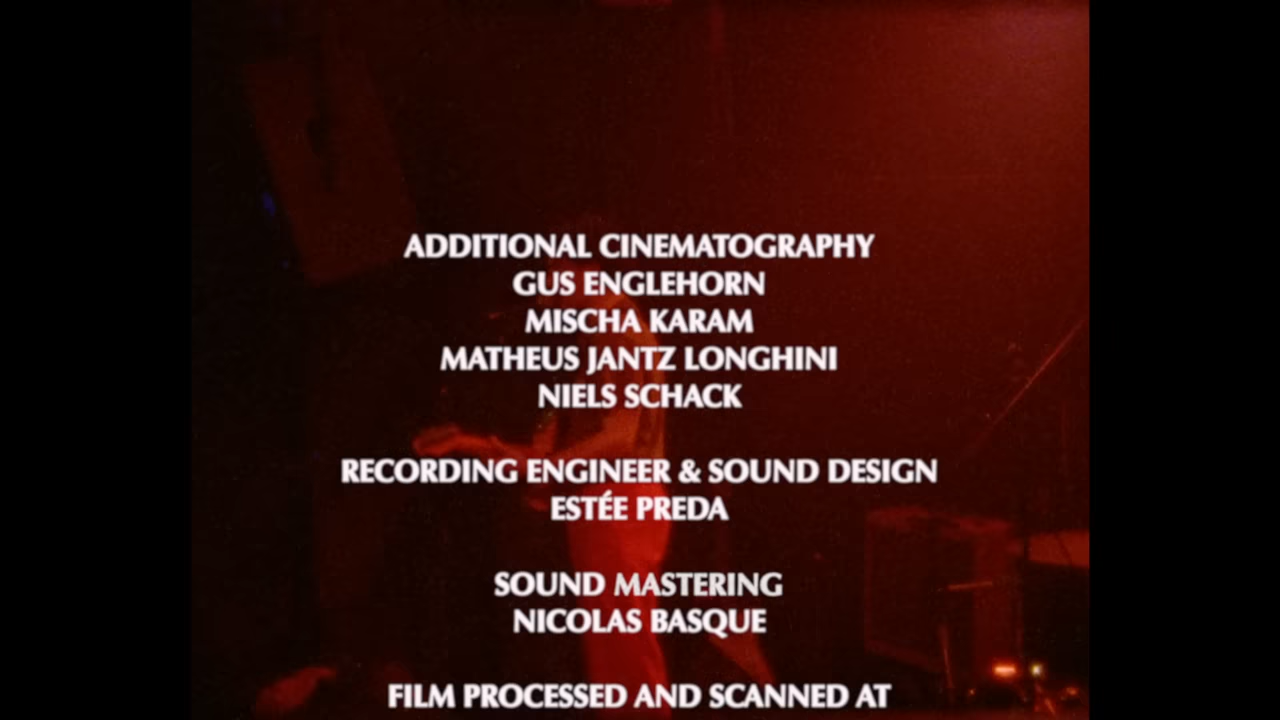 ADDITIONAL CINEMATOGRAPHY
GUS ENGLEHORN
MISCHA KARAM
MATHEUS JANTZ LONGHINI
NIELS SCHACK
RECORDING ENGINEER & SOUND DESIGN
ESTÉE PREDA
SOUND MASTERING
NICOLAS BASQUE
FILM PROCESSED AND SCANNED AT